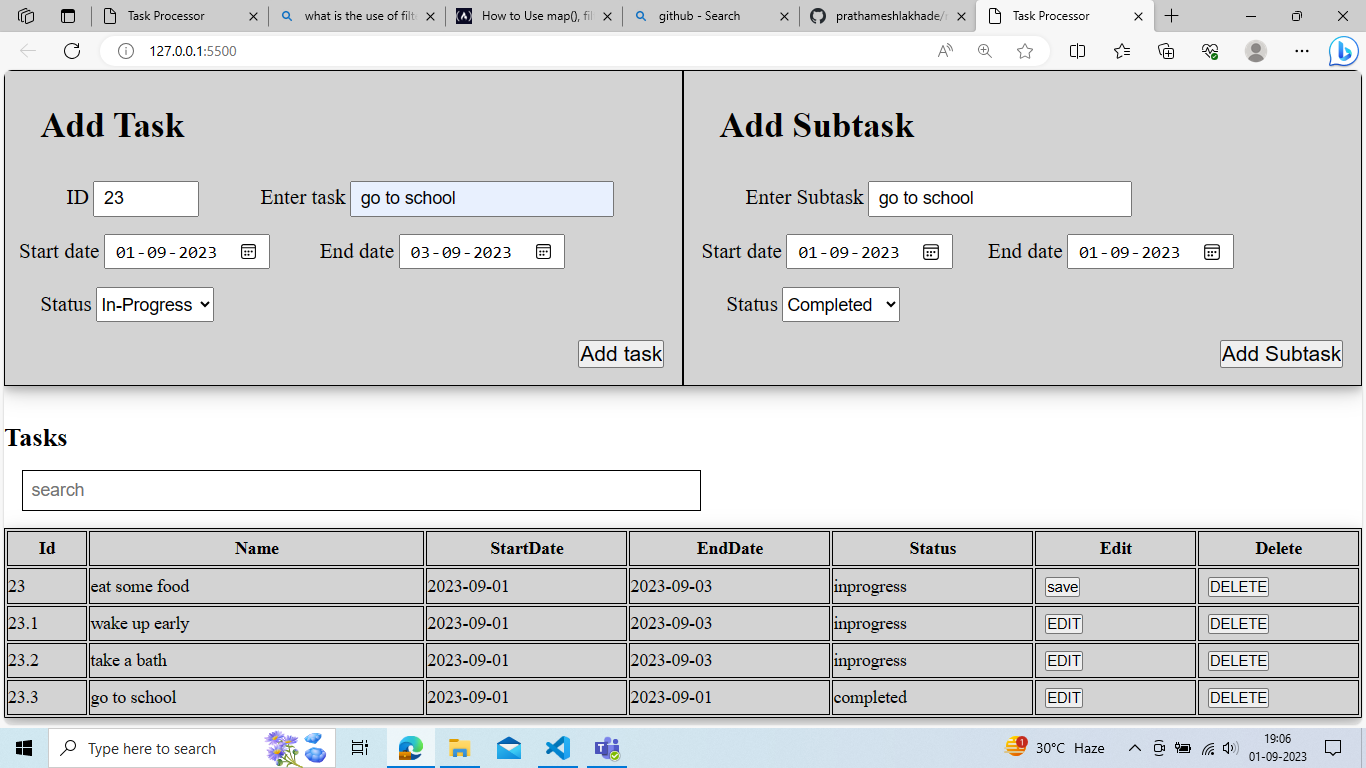 Task Processor
what is the use of filt
How to Use map(), fil
github - Search
prathameshlakhade/
Task Processor
127.0.0.1:5500
Add Task
Add Subtask
ID 23 Enter task go to school
Enter Subtask go to school
Start date 01-09-2023 End date 03-09-2023
Start date 01-09-2023 End date 01-09-2023
Status In-Progress
Status Completed
Add task
Add Subtask
Tasks
search
Id Name StartDate EndDate Status Edit Delete
23 eat some food 2023-09-01 2023-09-03 inprogress save DELETE
23.1 wake up early 2023-09-01 2023-09-03 inprogress EDIT DELETE
23.2 take a bath 2023-09-01 2023-09-03 inprogress EDIT DELETE
23.3 go to school 2023-09-01 2023-09-01 completed EDIT DELETE
Type here to search
1
30°C Haze
19:06
01-09-2023